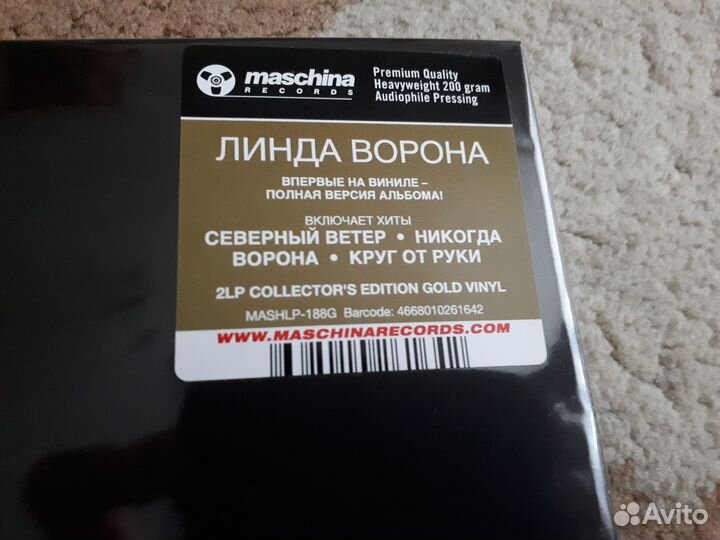 maschina
RECORDS
Premium Quality
Heavyweight 200 gram
Audiophile Pressing
ЛИНДА ВОРОНА
ВПЕРВЫЕ НА ВИНИЛЕ –
ПОЛНАЯ ВЕРСИЯ АЛЬБОМА!
ВКЛЮЧАЕТ ХИТЫ
СЕВЕРНЫЙ ВЕТЕР • НИКОГДА
ВОРОНА • КРУГ ОТ РУКИ
2LP COLLECTOR'S EDITION GOLD VINYL
MASHLP-188G Barcode: 4668010261642
WWW.MASCHINARECORDS.COM
Avito